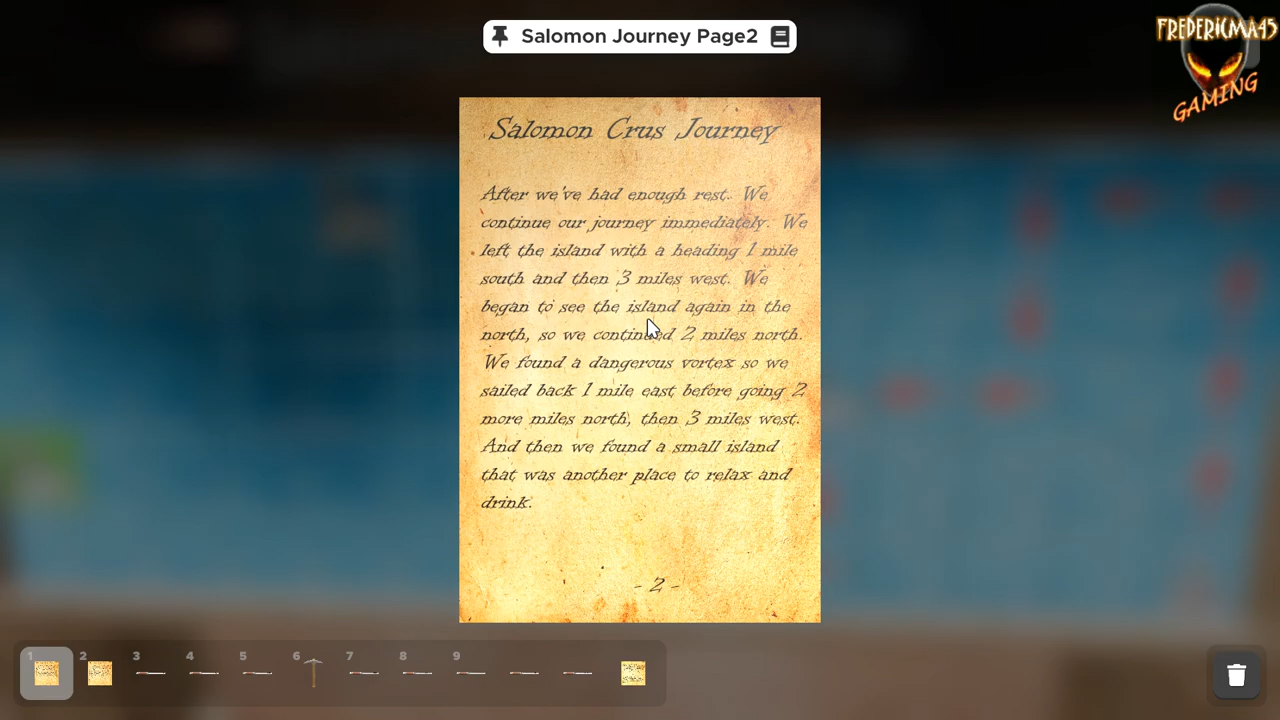 Salomon Journey Page2
FREDERICMA45
GAMING
Salomon Crus Journey
After we've had enough rest. We
continue our journey immediately. We
left the island with a heading 1 mile
south and then 3 miles west. We
began to see the island again in the
north, so we continued 2 miles north.
We found a dangerous vortex so we
sailed back 1 mile east before going 2
more miles north, then 3 miles west.
And then we found a small island
that was another place to relax and
drink.
- 2 -
1 2 3 4 5 6 7 8 9